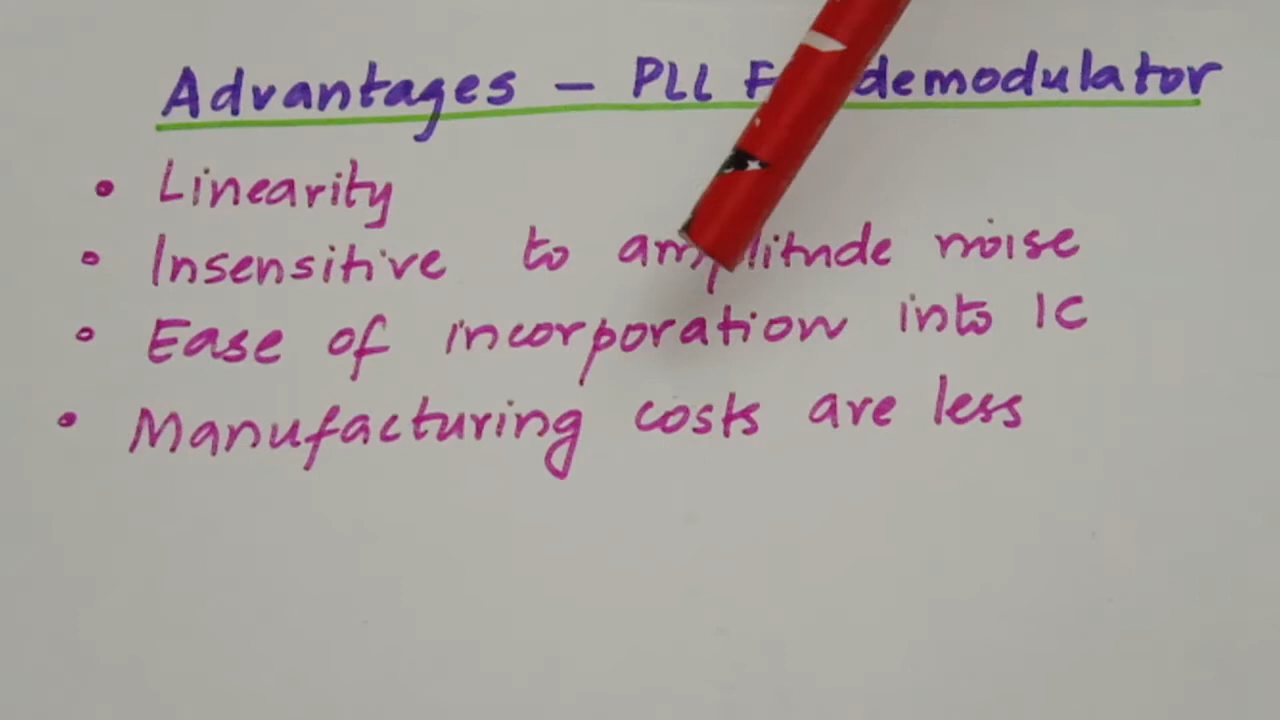 Advantages - PLL F demodulator
• Linearity
• Insensitive to amplitude noise
• Ease of incorporation into IC
• Manufacturing costs are less